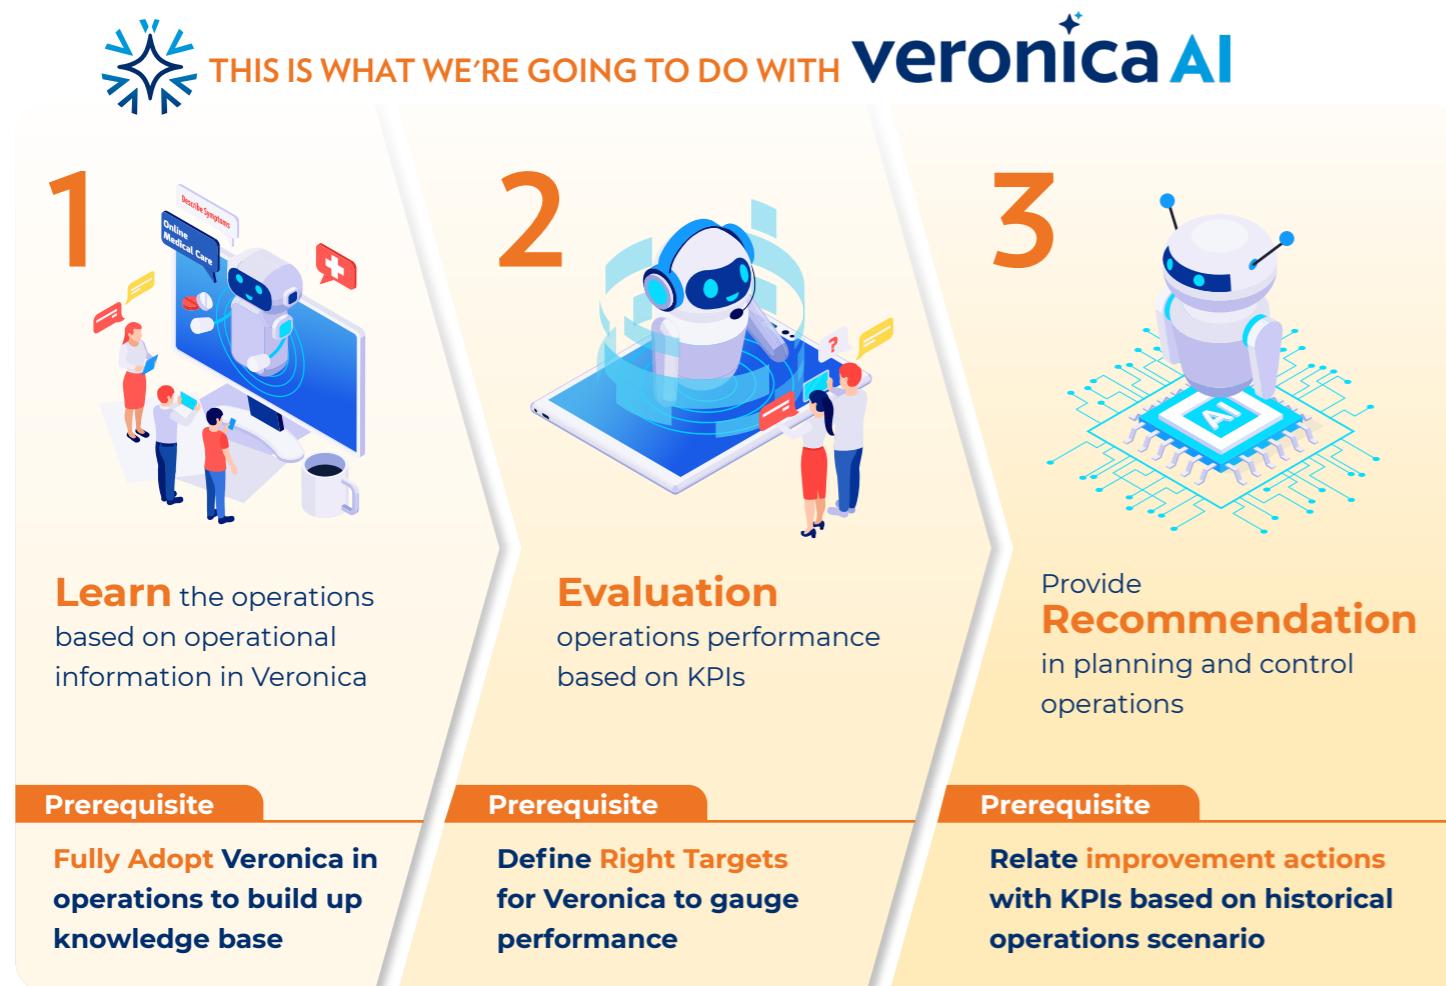 THIS IS WHAT WE'RE GOING TO DO WITH veronica AI
1
Describe Symptoms
Online
Medical Care
Learn the operations
based on operational
information in Veronica
Prerequisite
Fully Adopt Veronica in
operations to build up
knowledge base
2
?
Evaluation
operations performance
based on KPIs
Prerequisite
Define Right Targets
for Veronica to gauge
performance
3
AI
Provide
Recommendation
in planning and control
operations
Prerequisite
Relate improvement actions
with KPIs based on historical
operations scenario